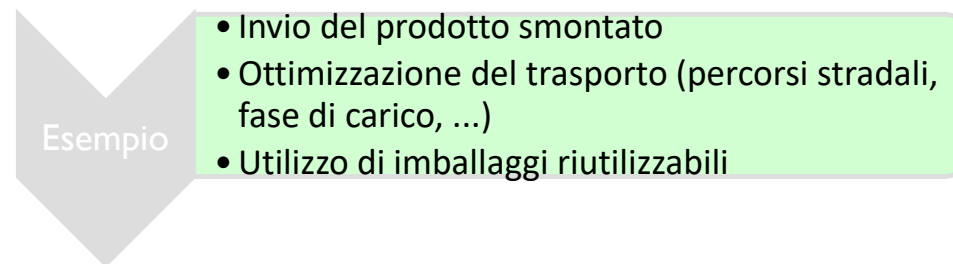 Esempio
• Invio del prodotto smontato
• Ottimizzazione del trasporto (percorsi stradali,
fase di carico, ...)
• Utilizzo di imballaggi riutilizzabili